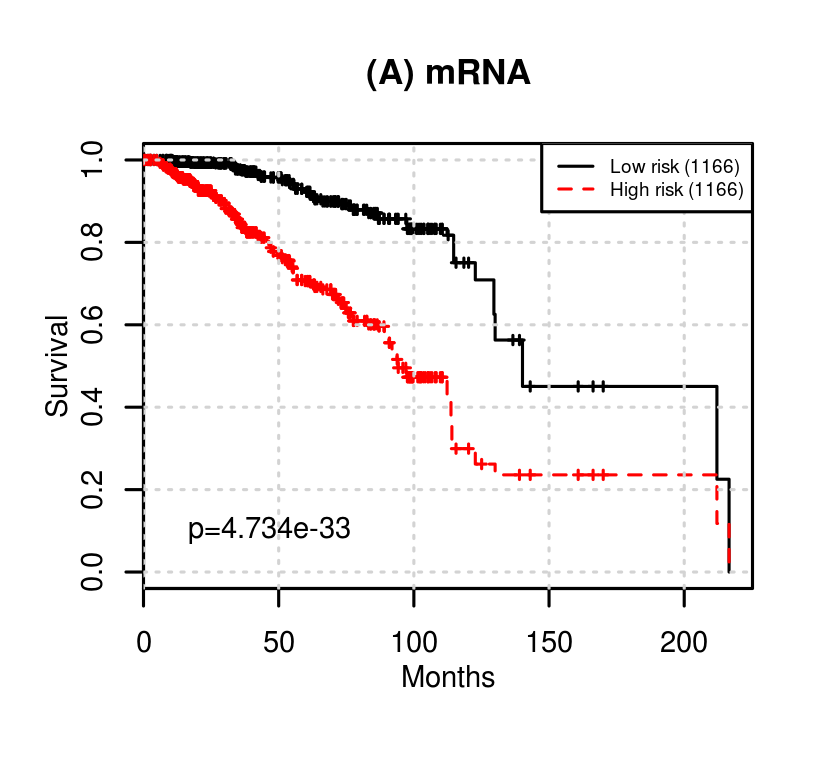 (A) mRNA
Low risk (1166)
High risk (1166)
1.0
0.8
0.6
0.4
0.2
0.0
Survival
p=4.734e-33
0 50 100 150 200
Months